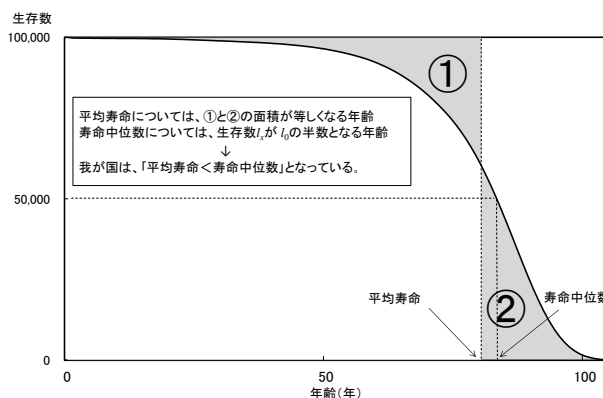 生存数
100,000
①
平均寿命については、①と②の面積が等しくなる年齢
寿命中位数については、生存数lₓが l₀の半数となる年齢
↓
我が国は、「平均寿命＜寿命中位数」となっている。
50,000
平均寿命
②
寿命中位数
0
0
50
100
年齢(年)